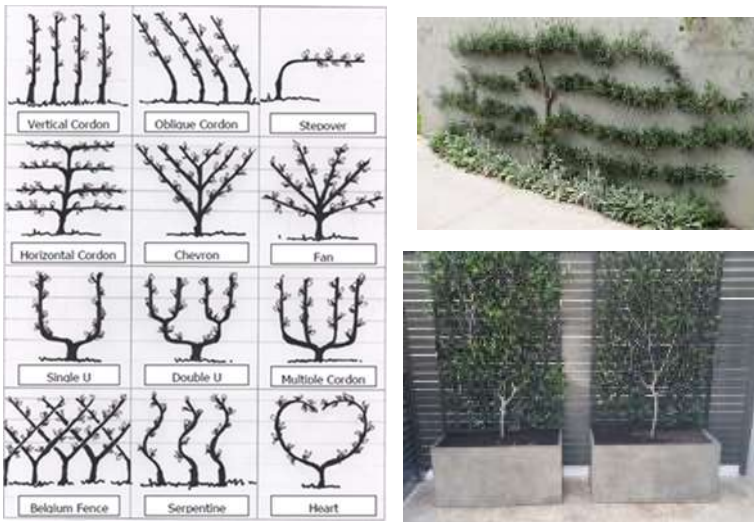 Vertical Cordon
Oblique Cordon
Stepover
Horizontal Cordon
Chevron
Fan
Single U
Double U
Multiple Cordon
Belgium Fence
Serpentine
Heart